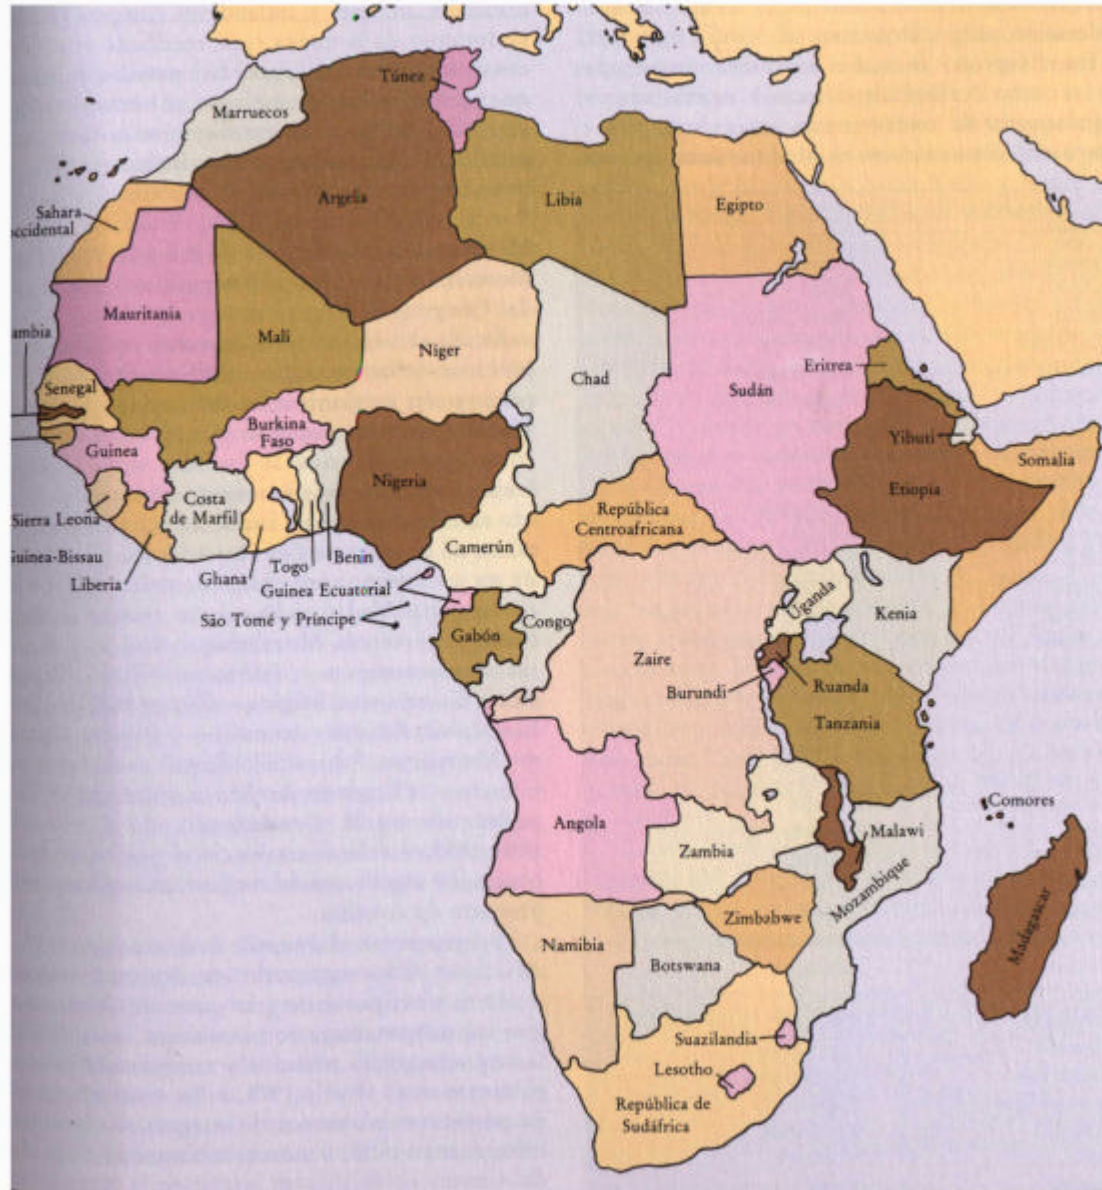 Túnez
Marruecos
Argelia
Libia
Egipto
Sahara
occidental
Mauritania
Malí
Níger
Chad
Sudán
Eritrea
ambia
Senegal
Burkina
Faso
Guinea
Nigeria
Yibuti
Somalia
Etiopía
Costa
de Marfil
República
Centroafricana
Sierra Leona
Camerún
Guinea-Bissau
Liberia
Ghana
Togo
Benín
Guinea Ecuatorial
São Tomé y Príncipe
Gabón
Congo
Uganda
Kenia
Zaire
Burundi
Ruanda
Tanzania
Angola
Comores
Malawi
Zambia
Mozambique
Zimbabwe
Madagascar
Namibia
Botswana
Suazilandia
Lesotho
República de
Sudáfrica